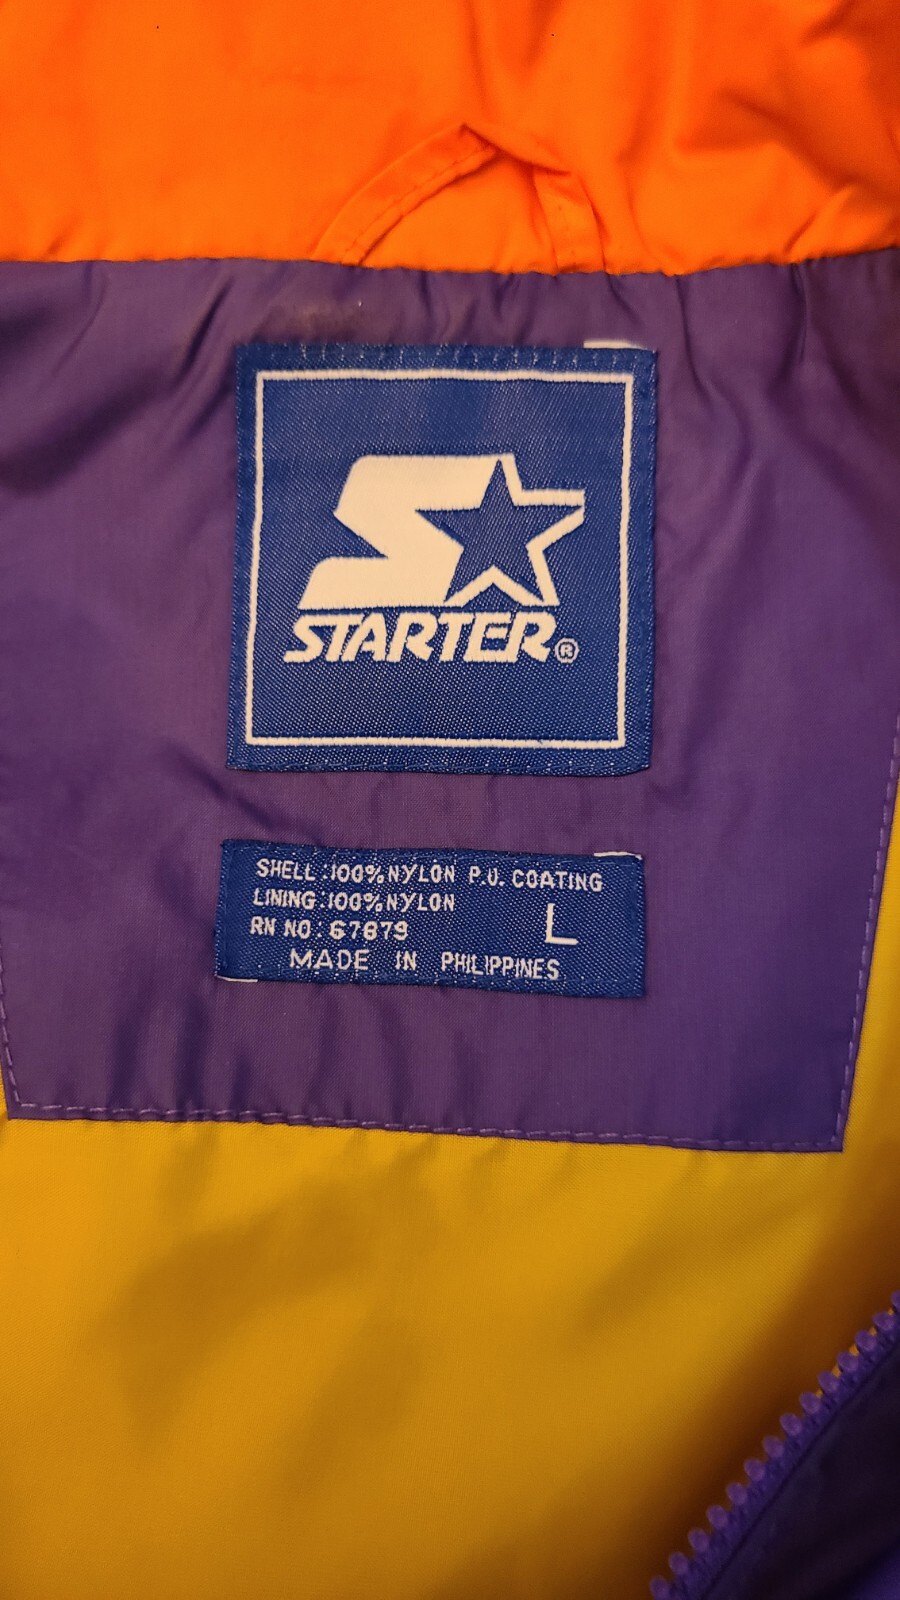 STARTER®
SHELL:100%NYLON P.U. COATING
LINING:100%NYLON
RN NO: 67879
L
MADE IN PHILIPPINES